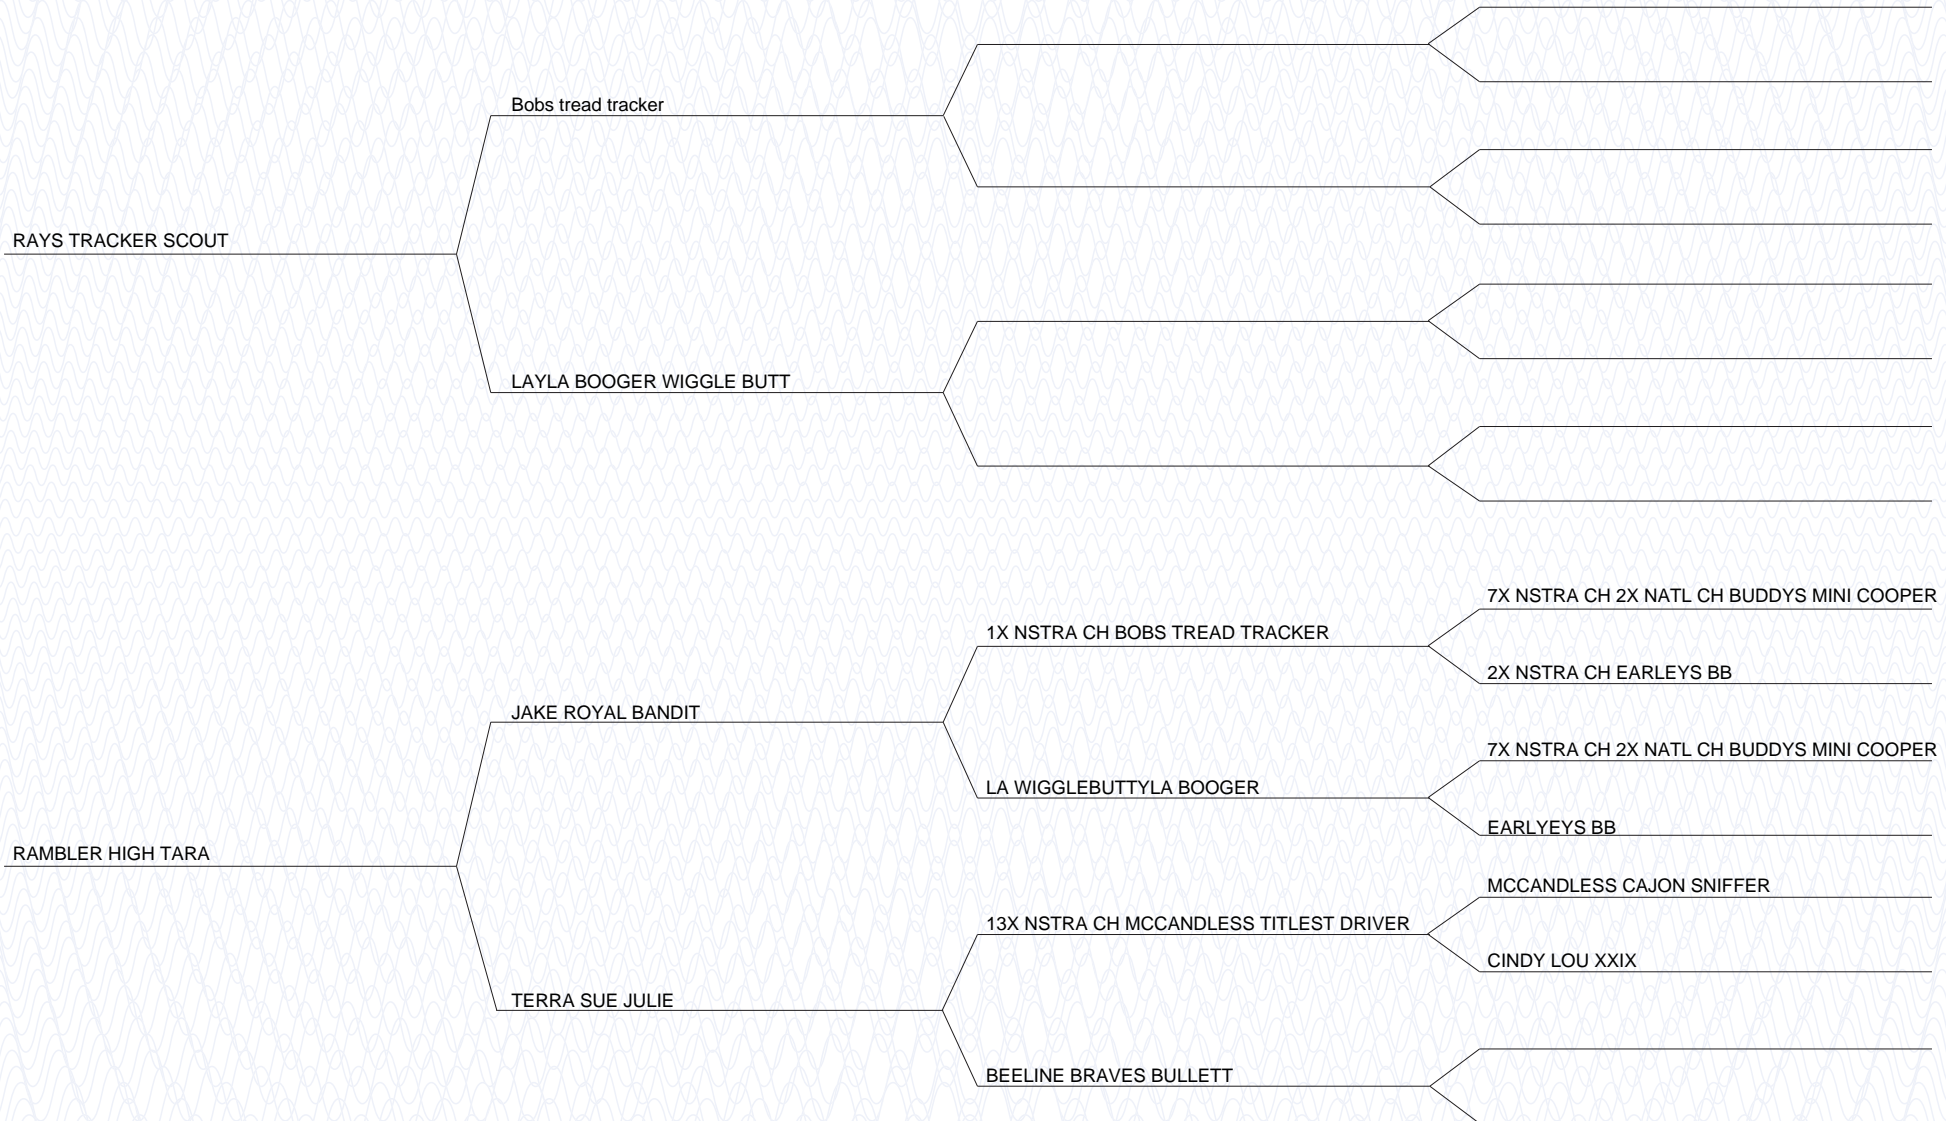 Bobs tread tracker
RAYS TRACKER SCOUT
LAYLA BOOGER WIGGLE BUTT
7X NSTRA CH 2X NATL CH BUDDYS MINI COOPER
1X NSTRA CH BOBS TREAD TRACKER
2X NSTRA CH EARLEYS BB
JAKE ROYAL BANDIT
7X NSTRA CH 2X NATL CH BUDDYS MINI COOPER
LA WIGGLEBUTTYLA BOOGER
EARLYEYS BB
RAMBLER HIGH TARA
MCCANDLESS CAJON SNIFFER
13X NSTRA CH MCCANDLESS TITLEST DRIVER
CINDY LOU XXIX
TERRA SUE JULIE
BEELINE BRAVES BULLETT